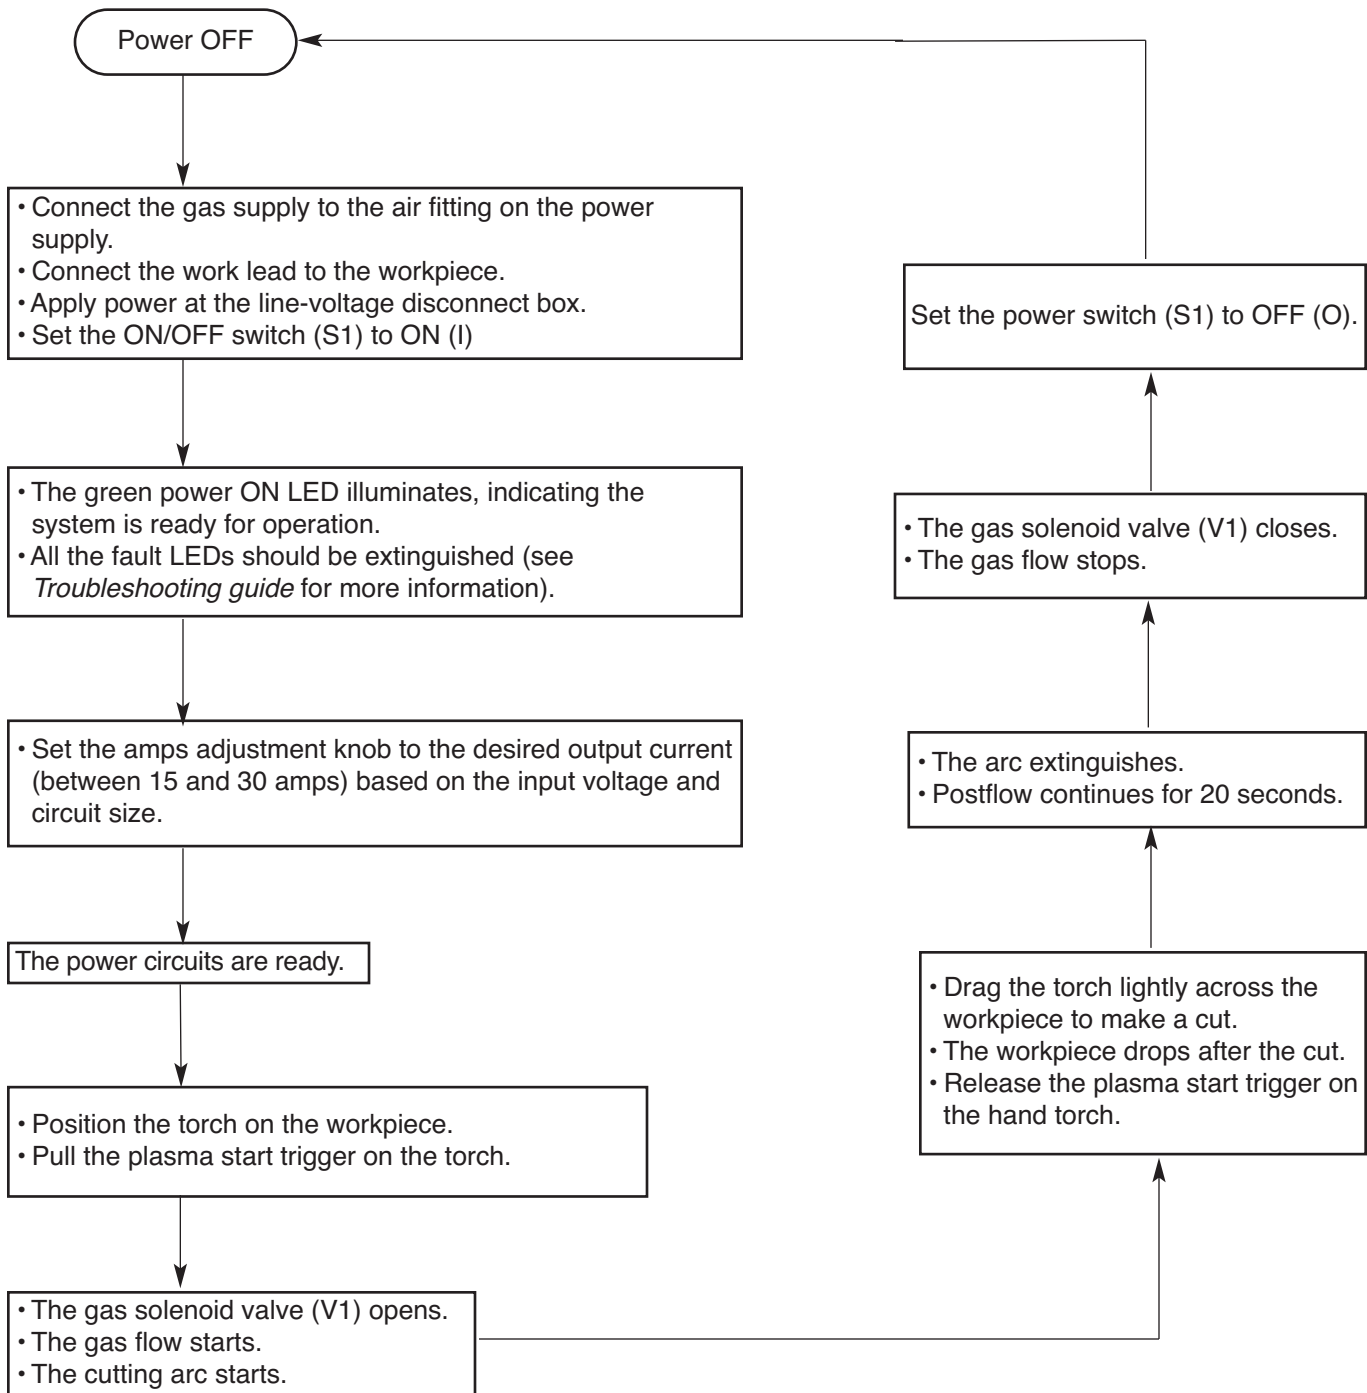 Power OFF
• Connect the gas supply to the air fitting on the power
supply.
• Connect the work lead to the workpiece.
• Apply power at the line-voltage disconnect box.
• Set the ON/OFF switch (S1) to ON (I)
• The green power ON LED illuminates, indicating the
system is ready for operation.
• All the fault LEDs should be extinguished (see
Troubleshooting guide for more information).
• Set the amps adjustment knob to the desired output current
(between 15 and 30 amps) based on the input voltage and
circuit size.
The power circuits are ready.
• Position the torch on the workpiece.
• Pull the plasma start trigger on the torch.
• The gas solenoid valve (V1) opens.
• The gas flow starts.
• The cutting arc starts.
• Drag the torch lightly across the
workpiece to make a cut.
• The workpiece drops after the cut.
• Release the plasma start trigger on
the hand torch.
• The arc extinguishes.
• Postflow continues for 20 seconds.
• The gas solenoid valve (V1) closes.
• The gas flow stops.
Set the power switch (S1) to OFF (O).